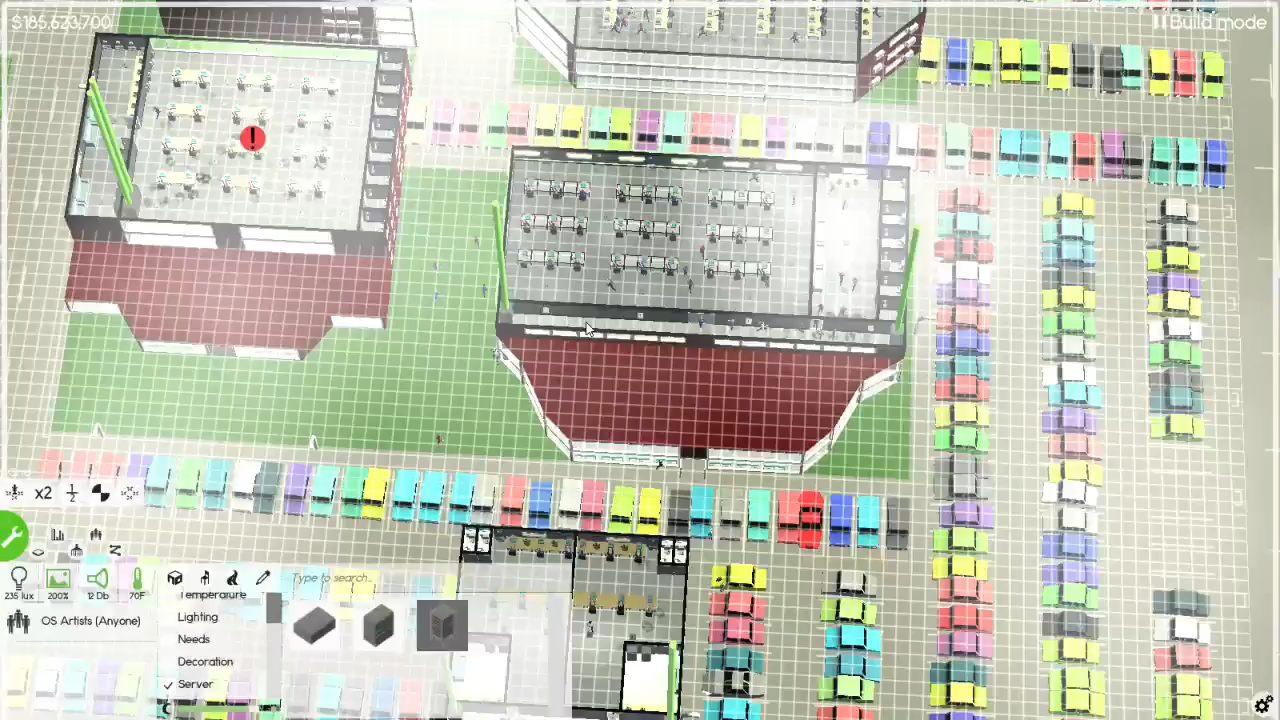 $185,623,700
Build mode
x2
1/2
Type to search...
235 lux
200%
12 Db
70F
Temperature
OS Artists (Anyone)
Lighting
Needs
Decoration
Server